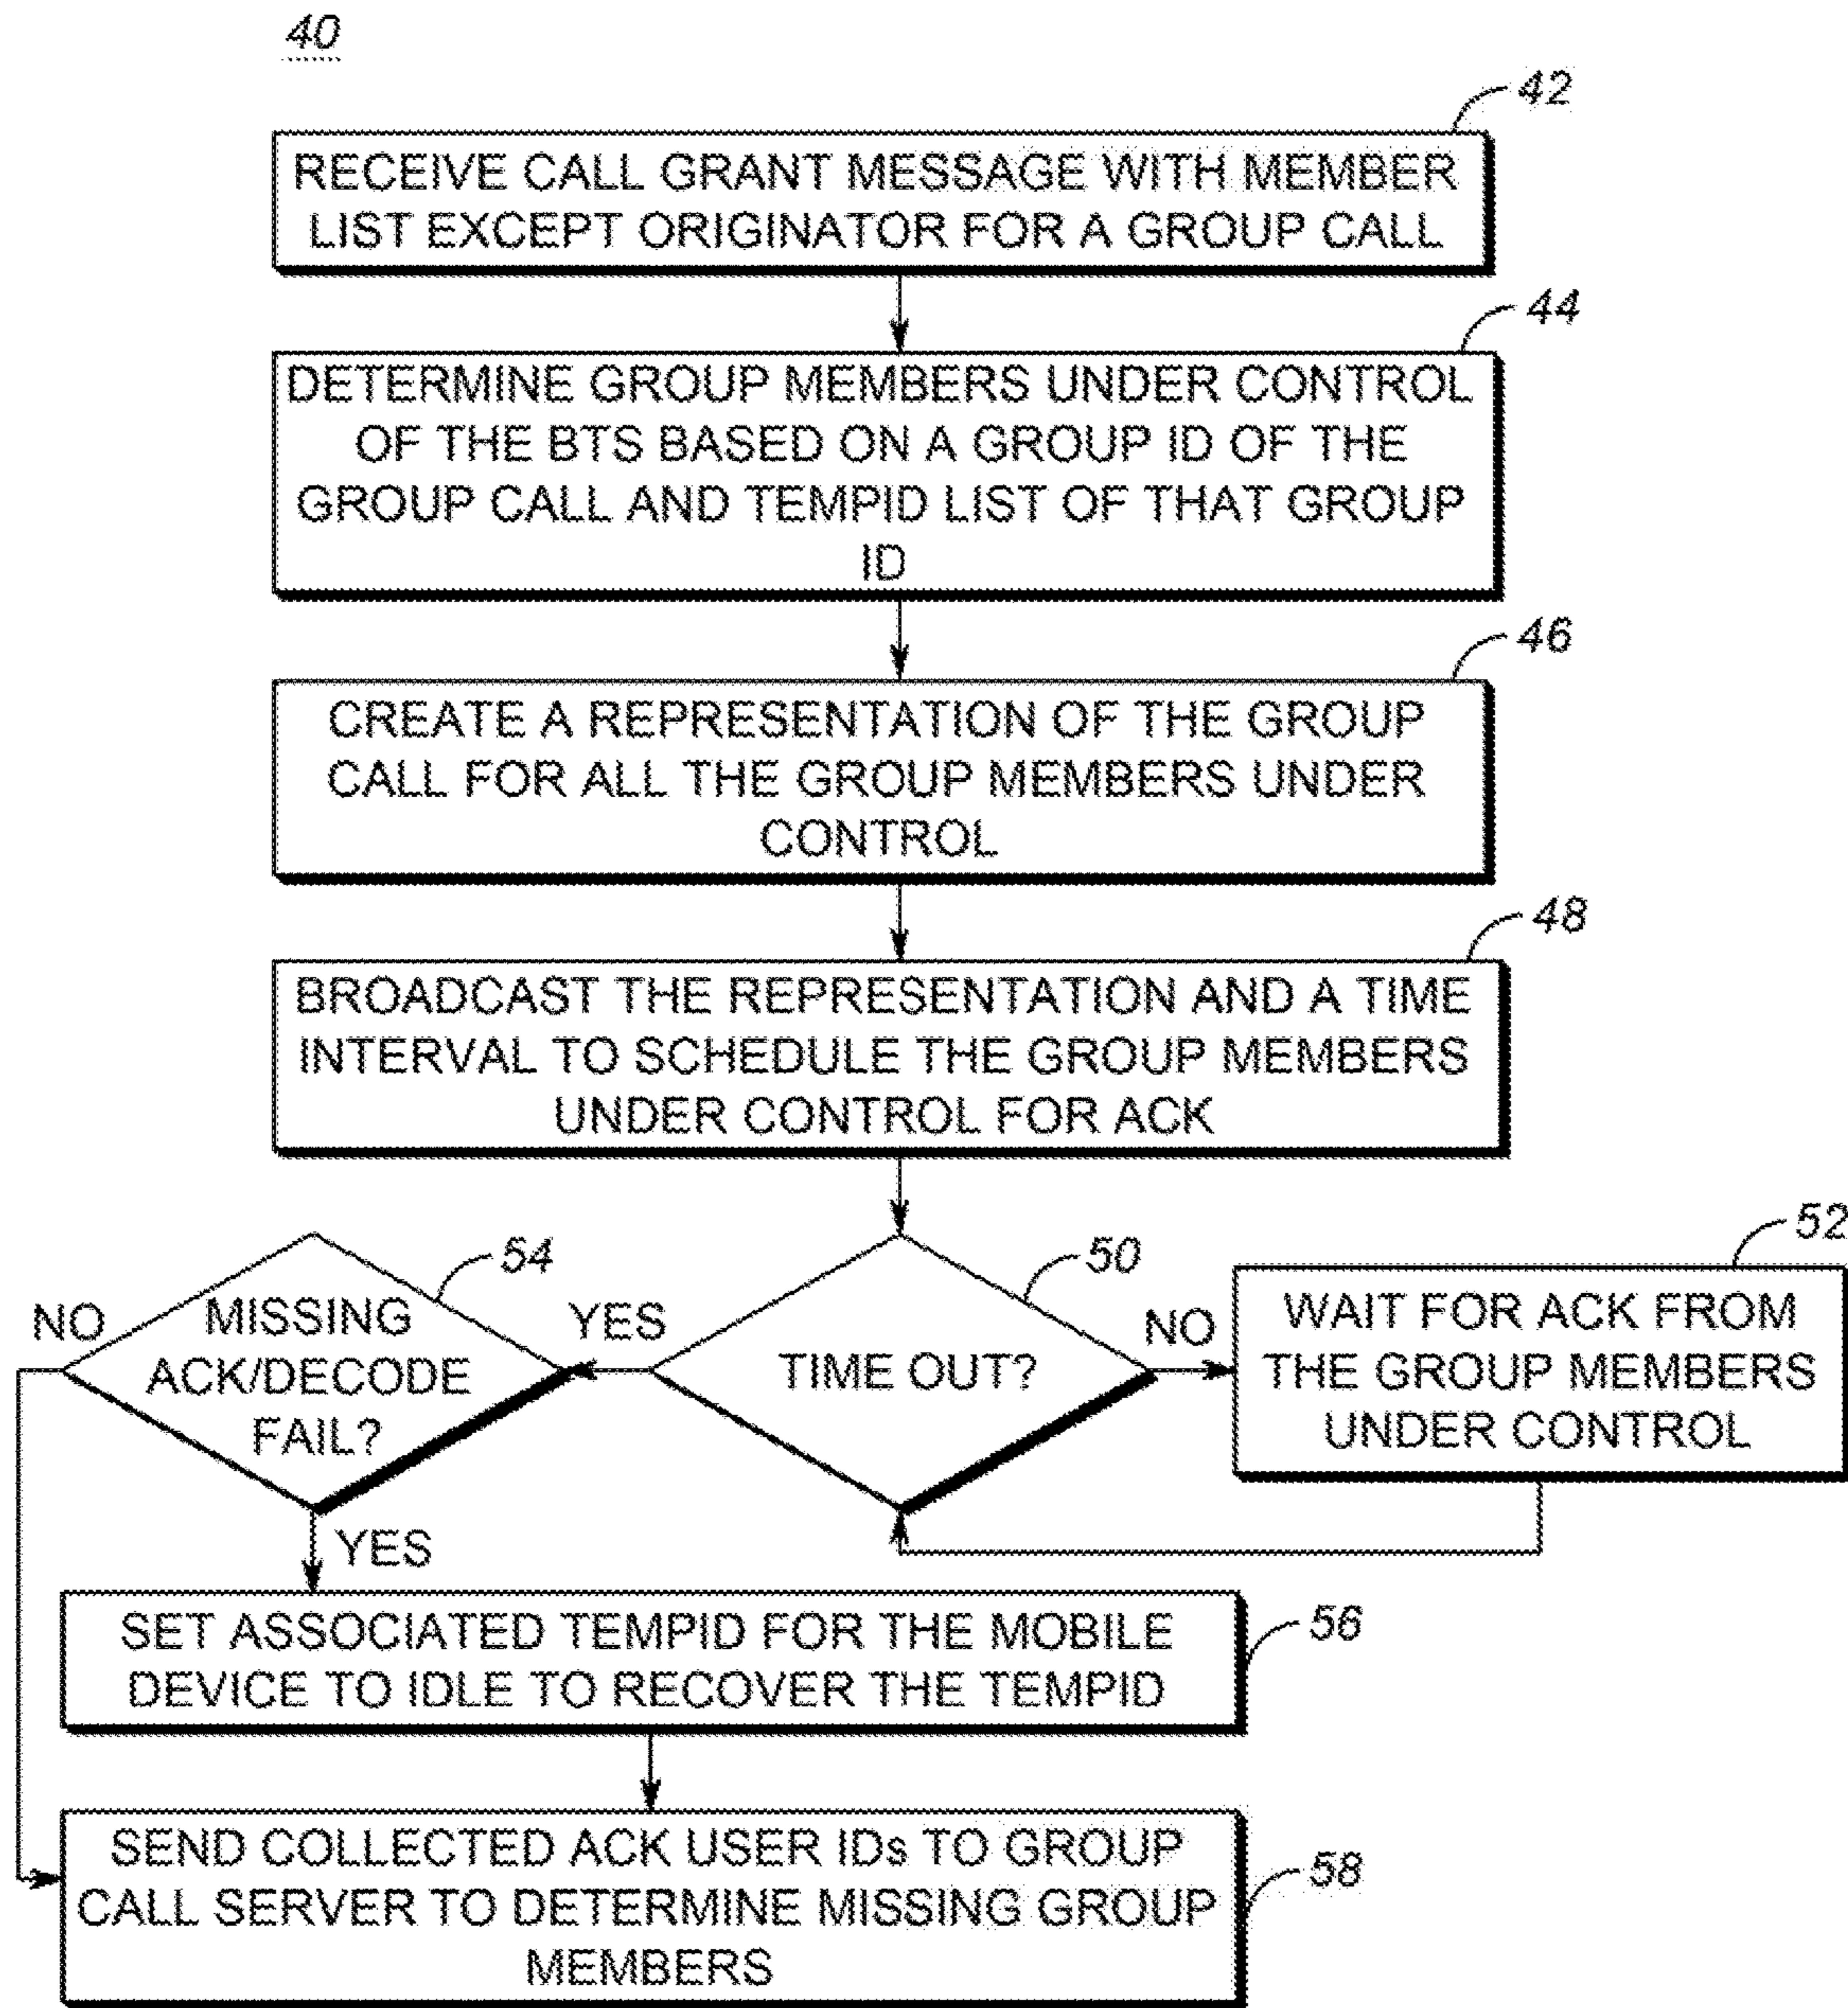 40
42
RECEIVE CALL GRANT MESSAGE WITH MEMBER
LIST EXCEPT ORIGINATOR FOR A GROUP CALL
44
DETERMINE GROUP MEMBERS UNDER CONTROL
OF THE BTS BASED ON A GROUP ID OF THE
GROUP CALL AND TEMPID LIST OF THAT GROUP
ID
46
CREATE A REPRESENTATION OF THE GROUP
CALL FOR ALL THE GROUP MEMBERS UNDER
CONTROL
48
BROADCAST THE REPRESENTATION AND A TIME
INTERVAL TO SCHEDULE THE GROUP MEMBERS
UNDER CONTROL FOR ACK
54
NO
MISSING
ACK/DECODE
FAIL?
YES
50
TIME OUT?
NO
52
WAIT FOR ACK FROM
THE GROUP MEMBERS
UNDER CONTROL
YES
56
SET ASSOCIATED TEMPID FOR THE MOBILE
DEVICE TO IDLE TO RECOVER THE TEMPID
58
SEND COLLECTED ACK USER IDs TO GROUP
CALL SERVER TO DETERMINE MISSING GROUP
MEMBERS